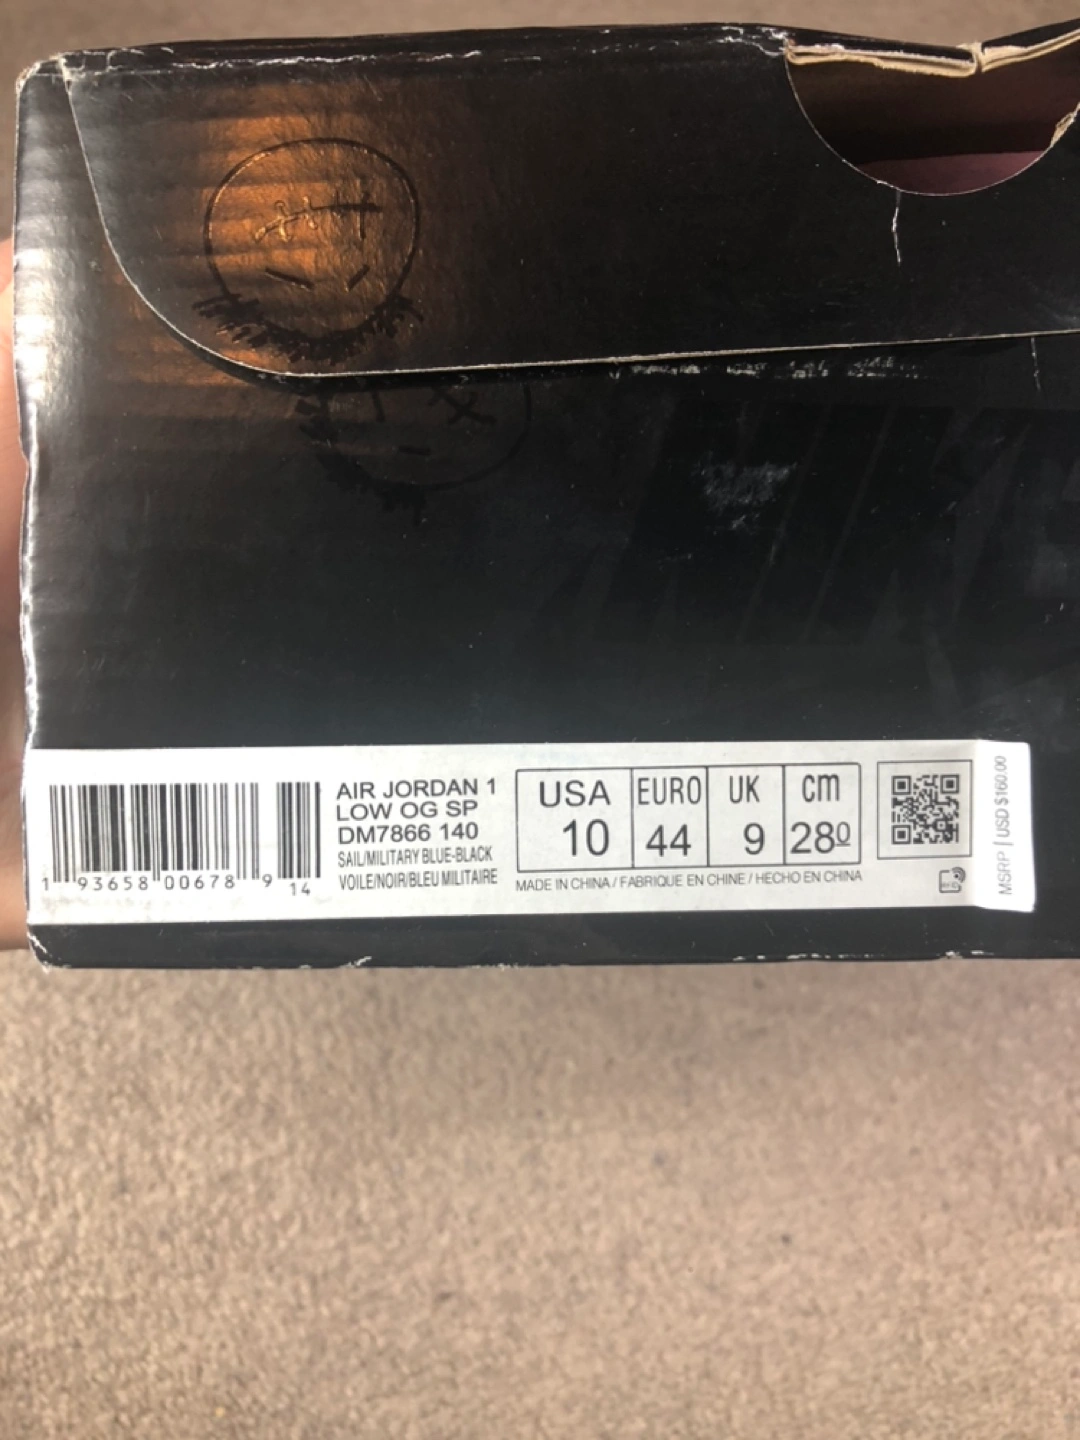 NIKE
AIR JORDAN 1
LOW OG SP
DM7866 140
SAIL/MILITARY BLUE-BLACK
VOILE/NOIR/BLEU MILITAIRE
1 93658 00678 9 14
USA EURO UK cm
10 44 9 280
MADE IN CHINA / FABRIQUE EN CHINE / HECHO EN CHINA
MSRP | USD $160.00